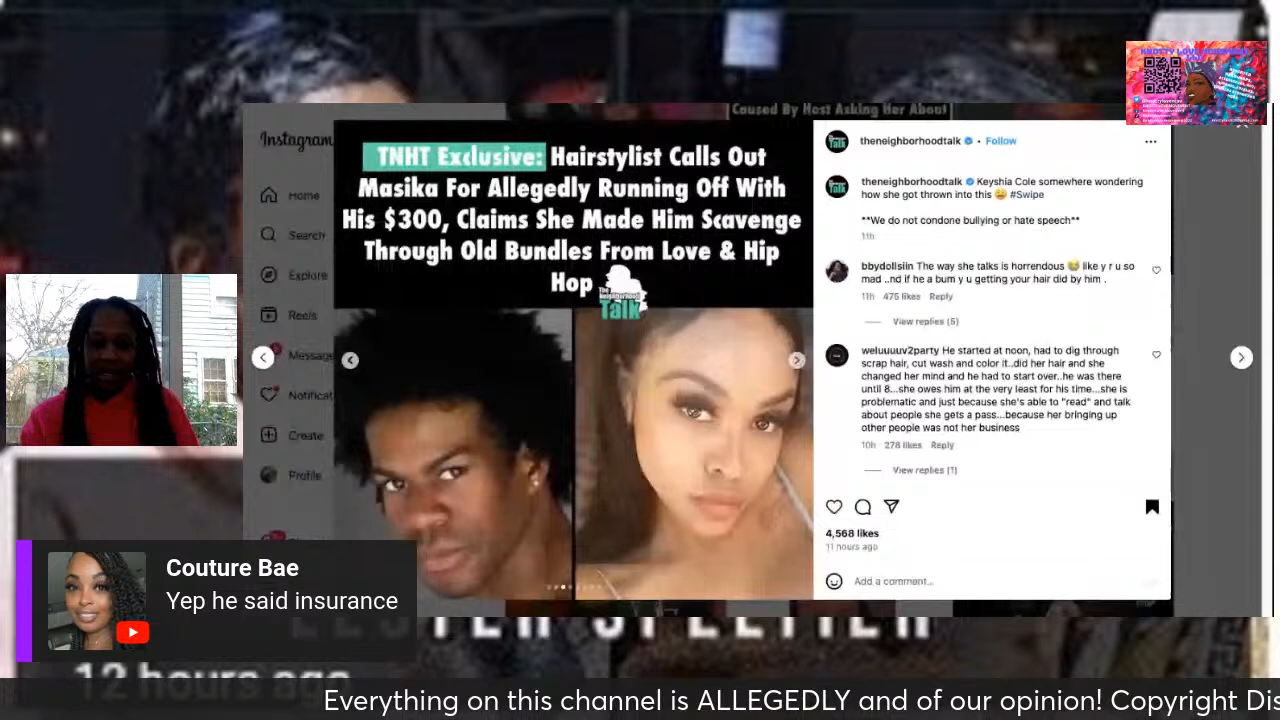 Caused By Host Asking Her About
KNOTTY LOVE
Instagram
Home
Search
Explore
Reels
Message
Notificat
Create
Profile
TNHT Exclusive: Hairstylist Calls Out
Masika For Allegedly Running Off With
His $300, Claims She Made Him Scavenge
Through Old Bundles From Love & Hip
Hop
The
Neighborhood
Talk
theneighborhoodtalk • Follow
theneighborhoodtalk Keyshia Cole somewhere wondering
how she got thrown into this 😩 #Swipe
**We do not condone bullying or hate speech**
11h
bbydollsiin The way she talks is horrendous 😭 like y r u so
mad ..nd if he a bum y u getting your hair did by him .
11h 475 likes Reply
View replies (5)
weluuuuv2party He started at noon, had to dig through
scrap hair, cut wash and color it..did her hair and she
changed her mind and he had to start over..he was there
until 8...she owes him at the very least for his time...she is
problematic and just because she's able to "read" and talk
about people she gets a pass...because her bringing up
other people was not her business
10h 278 likes Reply
View replies (1)
4,568 likes
11 hours ago
Add a comment...
Couture Bae
Yep he said insurance
12 hours ago
Everything on this channel is ALLEGEDLY and of our opinion! Copyright Dis